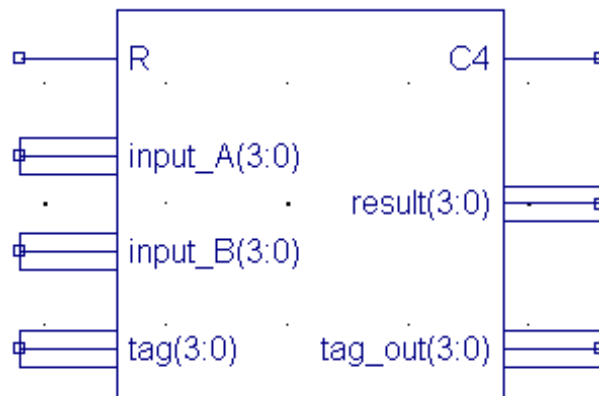 R
C4
input_A(3:0)
result(3:0)
input_B(3:0)
tag(3:0)
tag_out(3:0)